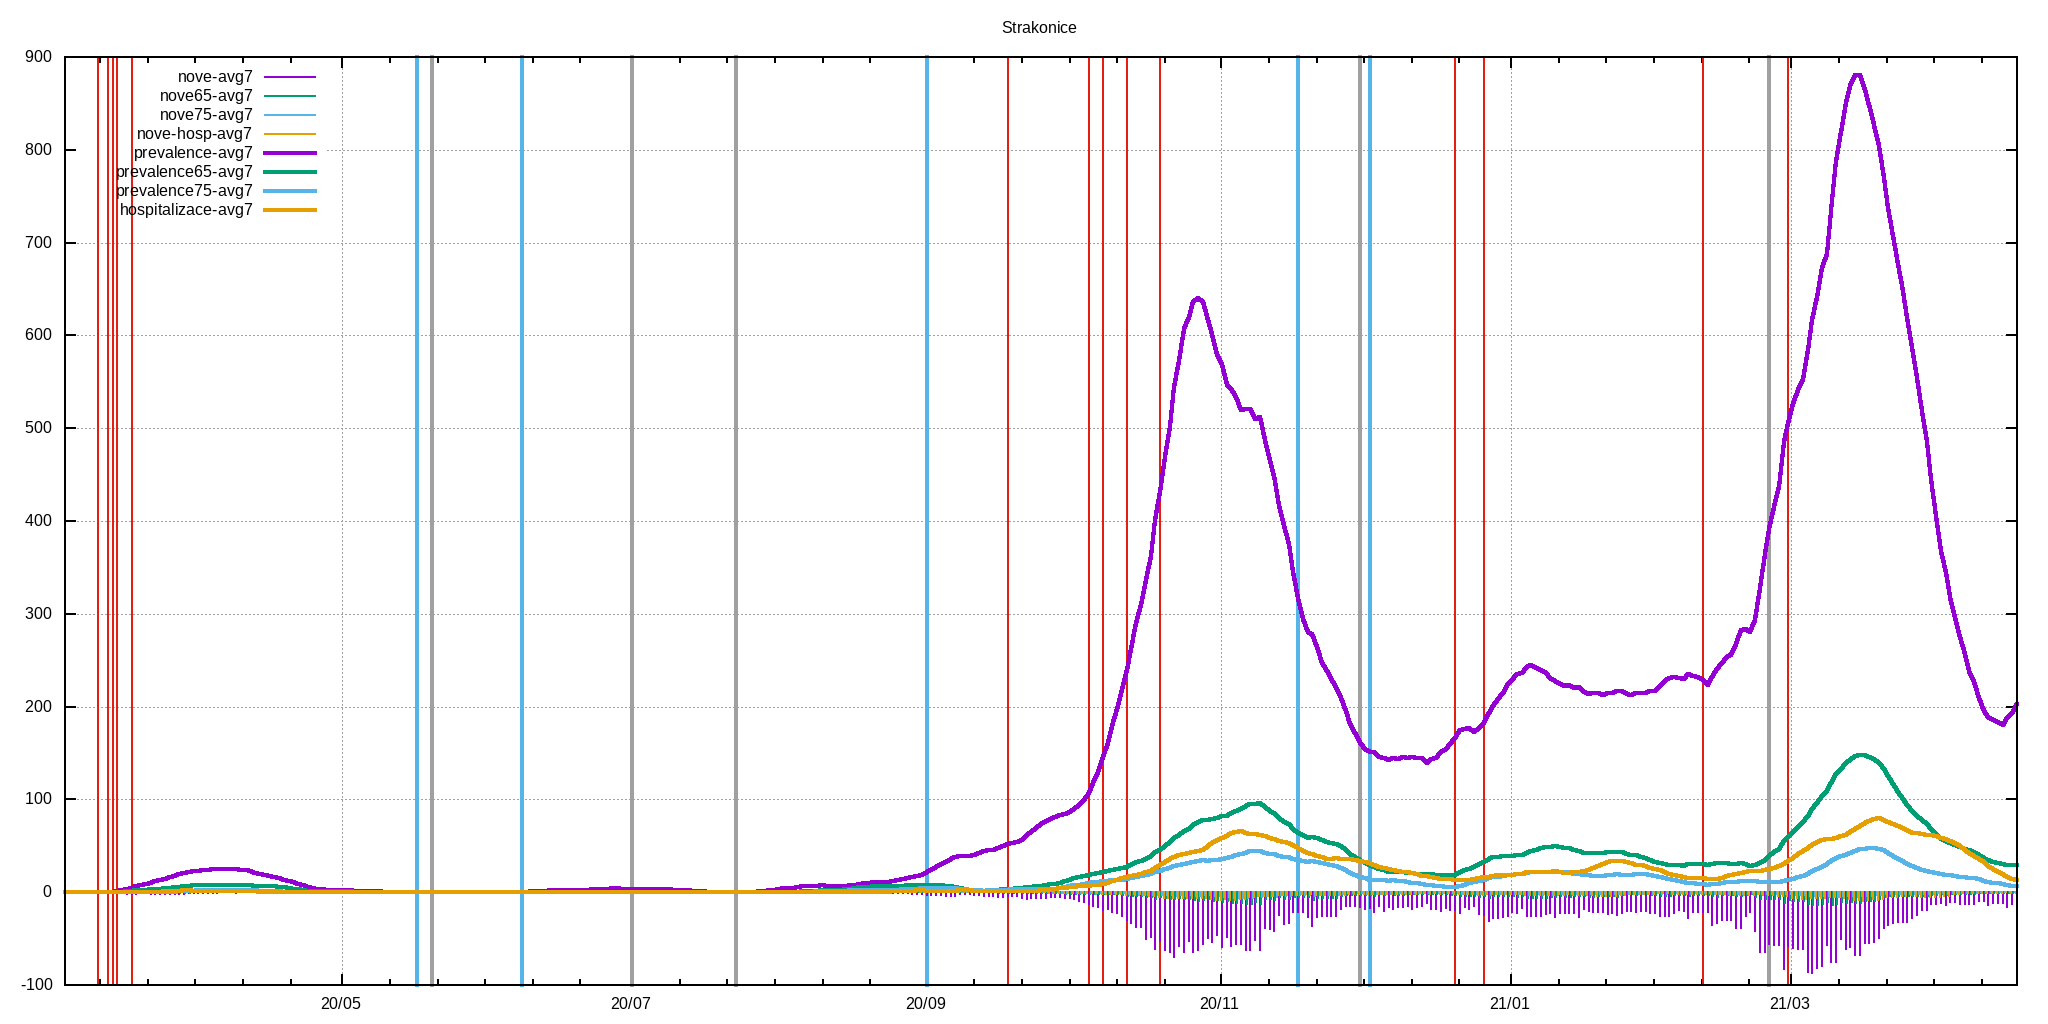 Strakonice
900
800
700
600
500
400
300
200
100
0
-100
nove-avg7
nove65-avg7
nove75-avg7
nove-hosp-avg7
prevalence-avg7
prevalence65-avg7
prevalence75-avg7
hospitalizace-avg7
20/05 20/07 20/09 20/11 21/01 21/03